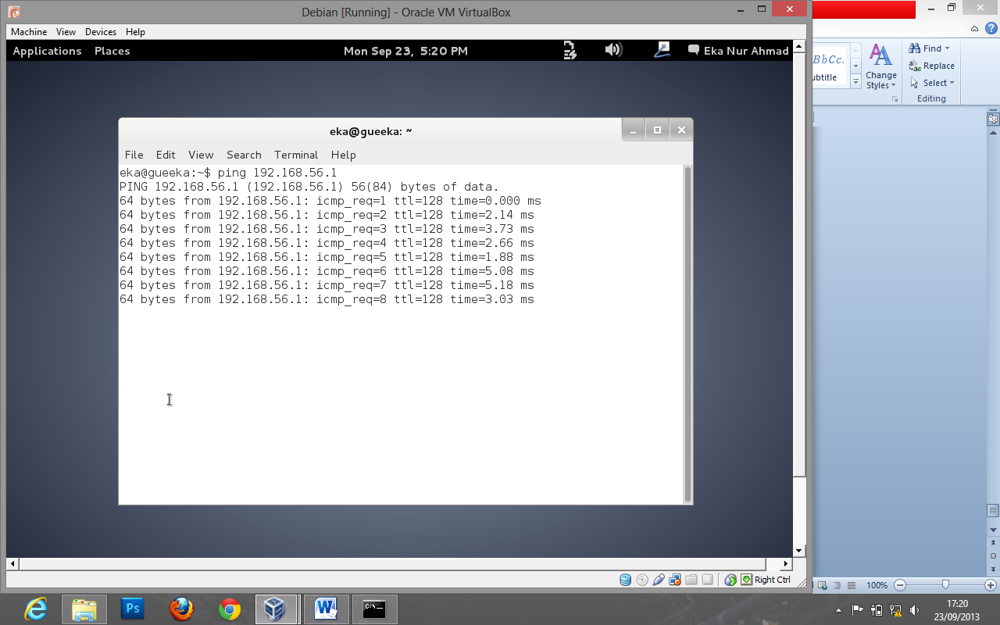 Debian [Running] - Oracle VM VirtualBox
Machine View Devices Help
Applications Places Mon Sep 23, 5:20 PM Eka Nur Ahmad
eka@gueeka: ~
File Edit View Search Terminal Help
eka@gueeka:~$ ping 192.168.56.1
PING 192.168.56.1 (192.168.56.1) 56(84) bytes of data.
64 bytes from 192.168.56.1: icmp_req=1 ttl=128 time=0.000 ms
64 bytes from 192.168.56.1: icmp_req=2 ttl=128 time=2.14 ms
64 bytes from 192.168.56.1: icmp_req=3 ttl=128 time=3.73 ms
64 bytes from 192.168.56.1: icmp_req=4 ttl=128 time=2.66 ms
64 bytes from 192.168.56.1: icmp_req=5 ttl=128 time=1.88 ms
64 bytes from 192.168.56.1: icmp_req=6 ttl=128 time=5.08 ms
64 bytes from 192.168.56.1: icmp_req=7 ttl=128 time=5.18 ms
64 bytes from 192.168.56.1: icmp_req=8 ttl=128 time=3.03 ms
Right Ctrl
BbCc.
ubtitle
Change
Styles
Find
Replace
Select
Editing
100%
Ps
W
C:\_
17:20
23/09/2013